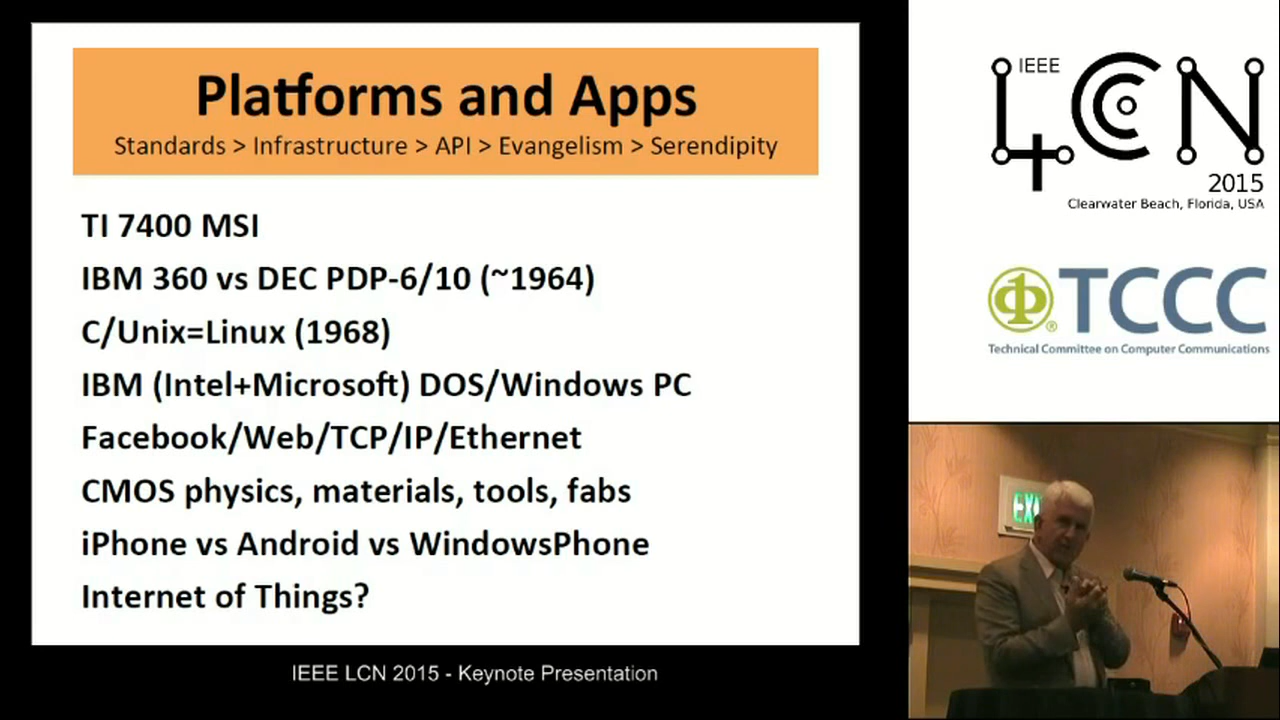 Platforms and Apps
Standards > Infrastructure > API > Evangelism > Serendipity
TI 7400 MSI
IBM 360 vs DEC PDP-6/10 (~1964)
C/Unix=Linux (1968)
IBM (Intel+Microsoft) DOS/Windows PC
Facebook/Web/TCP/IP/Ethernet
CMOS physics, materials, tools, fabs
iPhone vs Android vs WindowsPhone
Internet of Things?
IEEE LCN 2015 - Keynote Presentation
IEEE
LCN
40
2015
Clearwater Beach, Florida, USA
TCCC
®
Technical Committee on Computer Communications